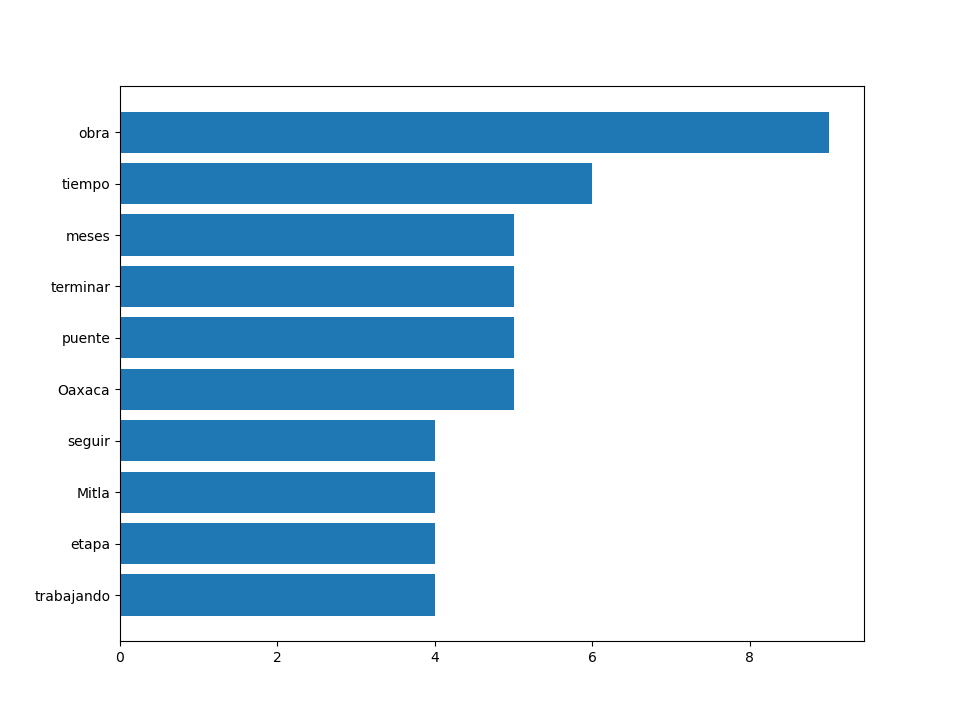 obra
tiempo
meses
terminar
puente
Oaxaca
seguir
Mitla
etapa
trabajando
0 2 4 6 8